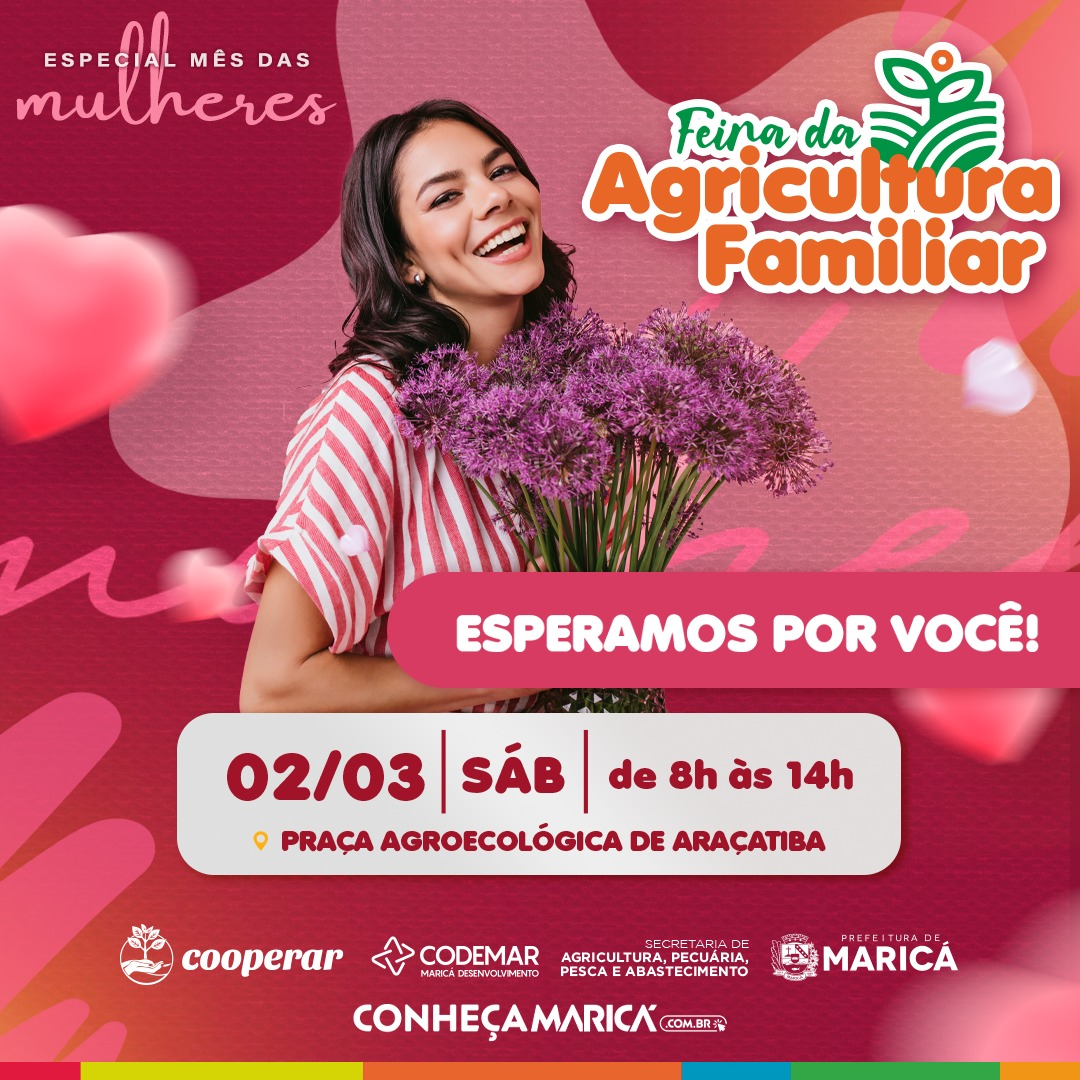 ESPECIAL MÊS DAS
mulheres
Feira da
Agricultura
Familiar
ESPERAMOS POR VOCÊ!
02/03 SÁB de 8h às 14h
PRAÇA AGROECOLÓGICA DE ARAÇATIBA
cooperar
CODEMAR
MARICÁ DESENVOLVIMENTO
SECRETARIA DE
AGRICULTURA, PECUÁRIA,
PESCA E ABASTECIMENTO
PREFEITURA DE
MARICÁ
CONHEÇAMARICÁ .COM.BR